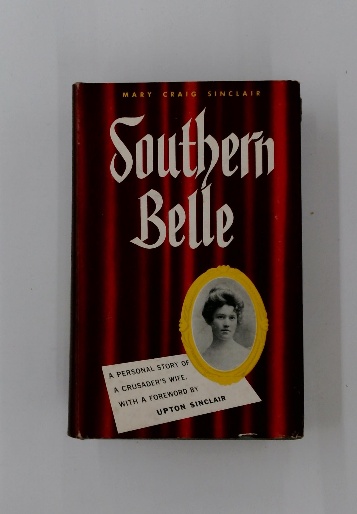 MARY CRAIG SINCLAIR
Southern
Belle
A PERSONAL STORY OF
A CRUSADER'S WIFE.
WITH A FOREWORD BY
UPTON SINCLAIR